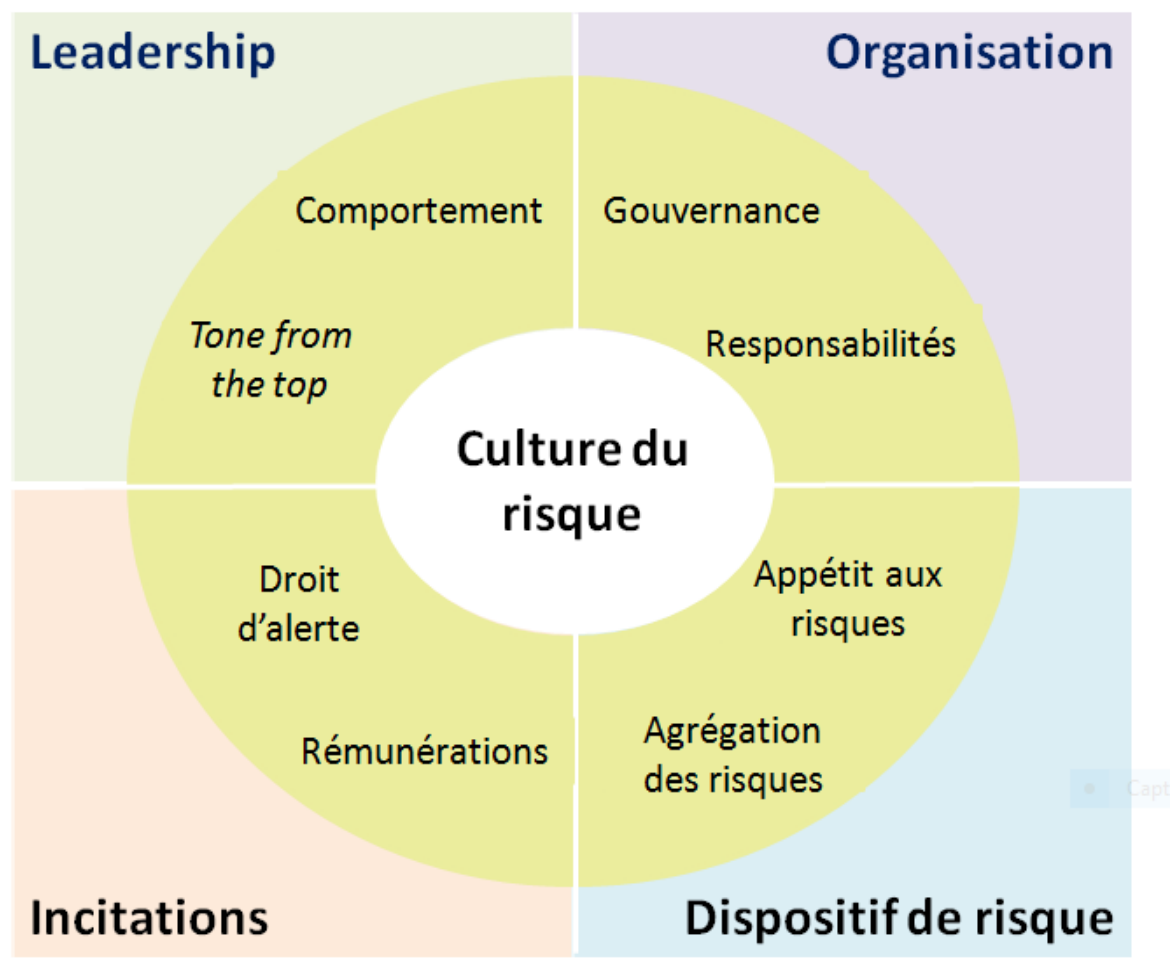 Leadership
Organisation
Comportement
Gouvernance
Tone from
the top
Responsabilités
Culture du
risque
Droit
d’alerte
Appétit aux
risques
Rémunérations
Agrégation
des risques
Capt
Incitations
Dispositif de risque